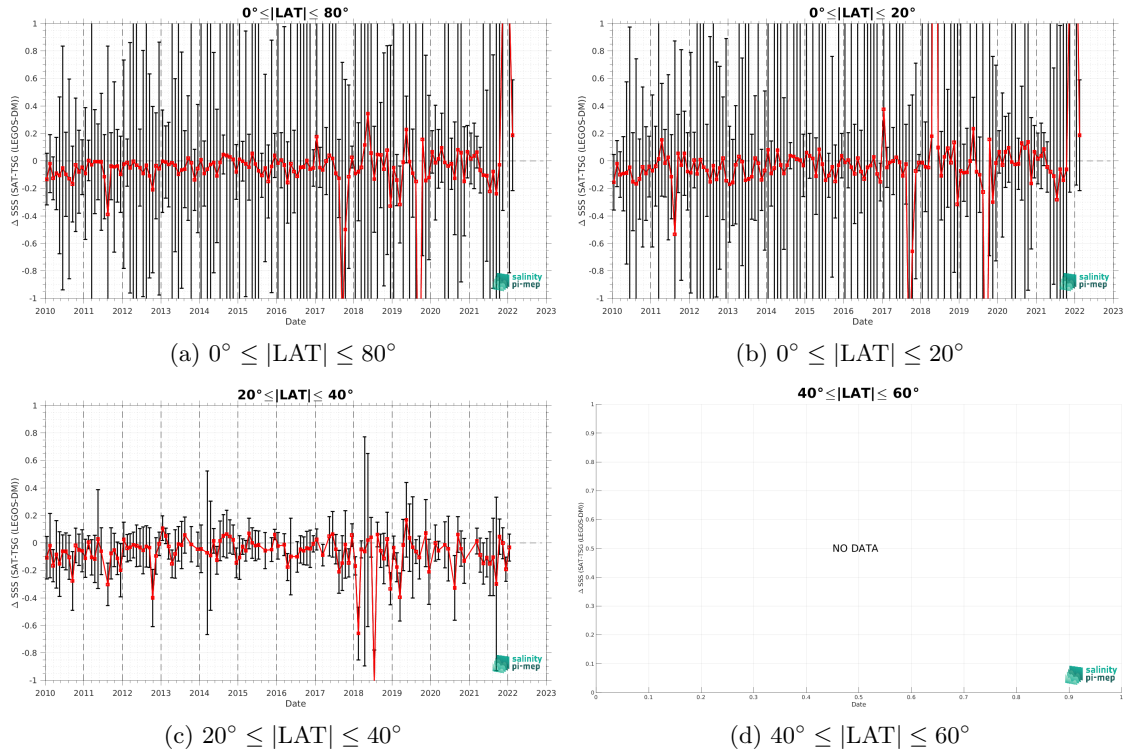 0°≤|LAT|≤ 80°
1
0.8
0.6
0.4
0.2
0
-0.2
-0.4
-0.6
-0.8
-1
Δ SSS (SAT-TSG (LEGOS-DM))
2010 2011 2012 2013 2014 2015 2016 2017 2018 2019 2020 2021 2022 2023
Date
salinity
pi-mep
(a) 0° ≤ |LAT| ≤ 80°
0°≤|LAT|≤ 20°
1
0.8
0.6
0.4
0.2
0
-0.2
-0.4
-0.6
-0.8
-1
Δ SSS (SAT-TSG (LEGOS-DM))
2010 2011 2012 2013 2014 2015 2016 2017 2018 2019 2020 2021 2022 2023
Date
salinity
pi-mep
(b) 0° ≤ |LAT| ≤ 20°
20°≤|LAT|≤ 40°
1
0.8
0.6
0.4
0.2
0
-0.2
-0.4
-0.6
-0.8
-1
Δ SSS (SAT-TSG (LEGOS-DM))
2010 2011 2012 2013 2014 2015 2016 2017 2018 2019 2020 2021 2022 2023
Date
salinity
pi-mep
(c) 20° ≤ |LAT| ≤ 40°
40°≤|LAT|≤ 60°
1
0.9
0.8
0.7
0.6
0.5
0.4
0.3
0.2
0.1
0
Δ SSS (SAT-TSG (LEGOS-DM))
NO DATA
0 0.1 0.2 0.3 0.4 0.5 0.6 0.7 0.8 0.9 1
Date
salinity
pi-mep
(d) 40° ≤ |LAT| ≤ 60°